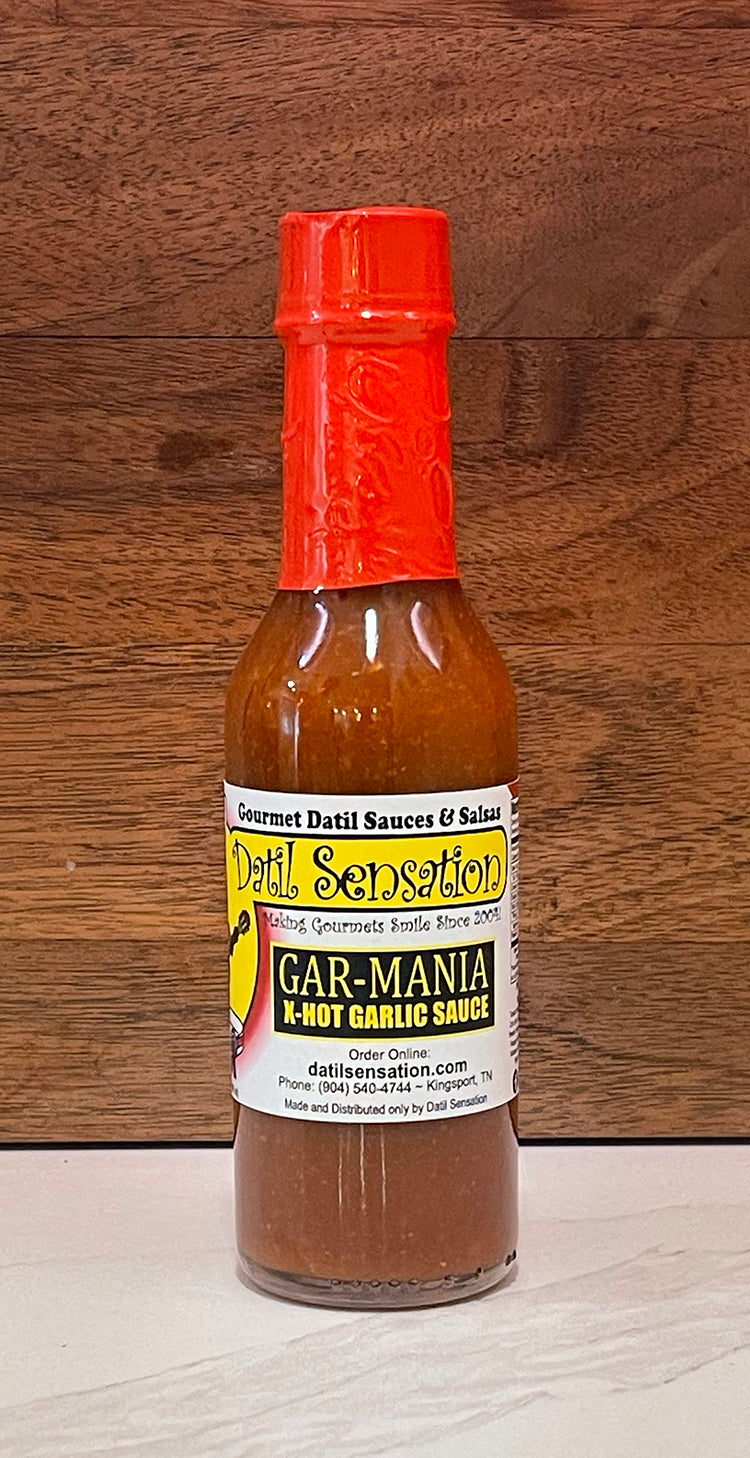 Gourmet Datil Sauces & Salsas
Datil Sensation
Making Gourmets Smile Since 2004!
GAR-MANIA
X-HOT GARLIC SAUCE
Order Online:
datilsensation.com
Phone: (904) 540-4744 ~ Kingsport, TN
Made and Distributed only by Datil Sensation